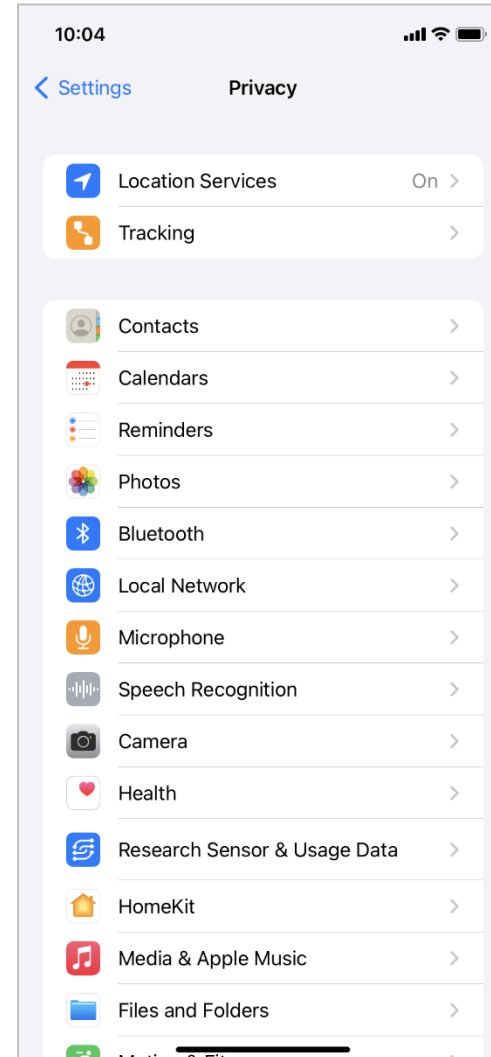 10:04
Settings
Privacy
Location Services On
Tracking
Contacts
Calendars
Reminders
Photos
Bluetooth
Local Network
Microphone
Speech Recognition
Camera
Health
Research Sensor & Usage Data
HomeKit
Media & Apple Music
Files and Folders